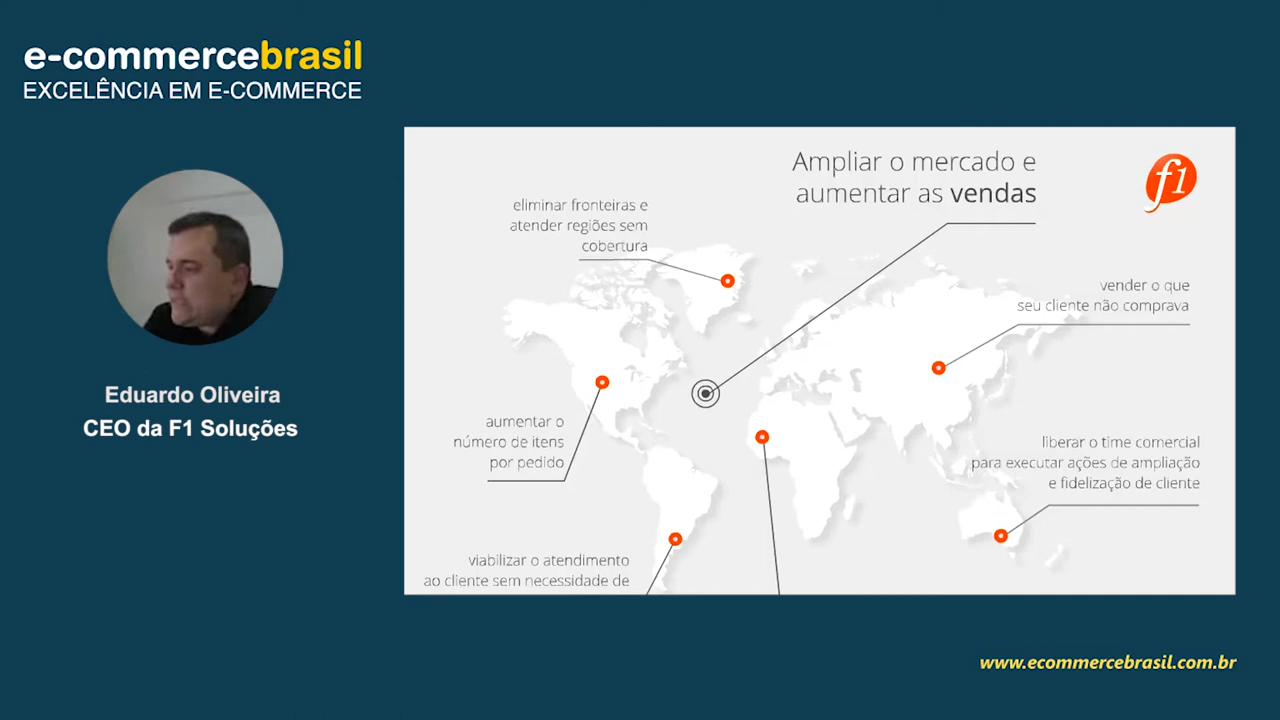 e-commercebrasil
EXCELÊNCIA EM E-COMMERCE
Eduardo Oliveira
CEO da F1 Soluções
Ampliar o mercado e
aumentar as vendas
f1
eliminar fronteiras e
atender regiões sem
cobertura
vender o que
seu cliente não comprava
aumentar o
número de itens
por pedido
liberar o time comercial
para executar ações de ampliação
e fidelização de cliente
viabilizar o atendimento
ao cliente sem necessidade de
www.ecommercebrasil.com.br